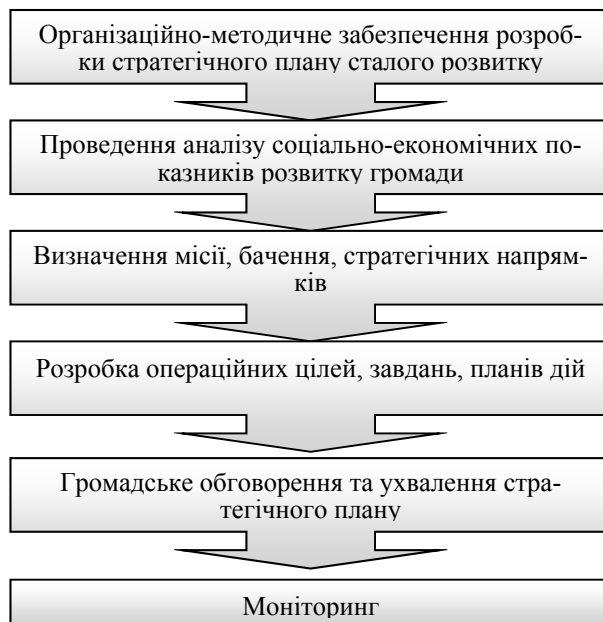 Організаційно-методичне забезпечення розроб-
ки стратегічного плану сталого розвитку
Проведення аналізу соціально-економічних по-
казників розвитку громади
Визначення місії, бачення, стратегічних напрям-
ків
Розробка операційних цілей, завдань, планів дій
Громадське обговорення та ухвалення стра-
тегічного плану
Моніторинг